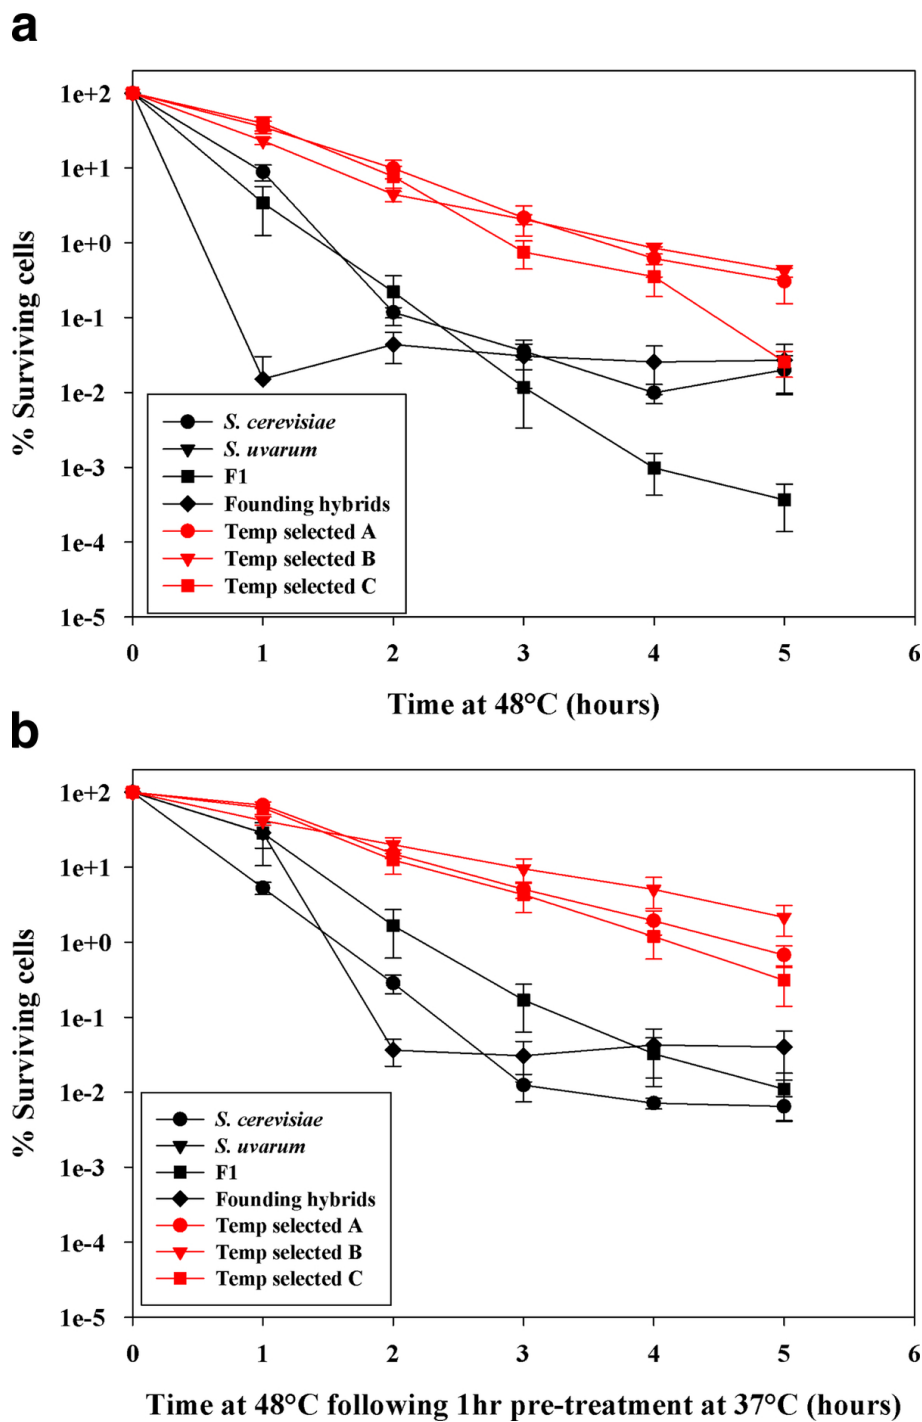 a
1e+2
1e+1
1e+0
1e-1
1e-2
1e-3
1e-4
1e-5
% Surviving cells
S. cerevisiae
S. uvarum
F1
Founding hybrids
Temp selected A
Temp selected B
Temp selected C
0 1 2 3 4 5 6
Time at 48°C (hours)
b
1e+2
1e+1
1e+0
1e-1
1e-2
1e-3
1e-4
1e-5
% Surviving cells
S. cerevisiae
S. uvarum
F1
Founding hybrids
Temp selected A
Temp selected B
Temp selected C
0 1 2 3 4 5 6
Time at 48°C following 1hr pre-treatment at 37°C (hours)